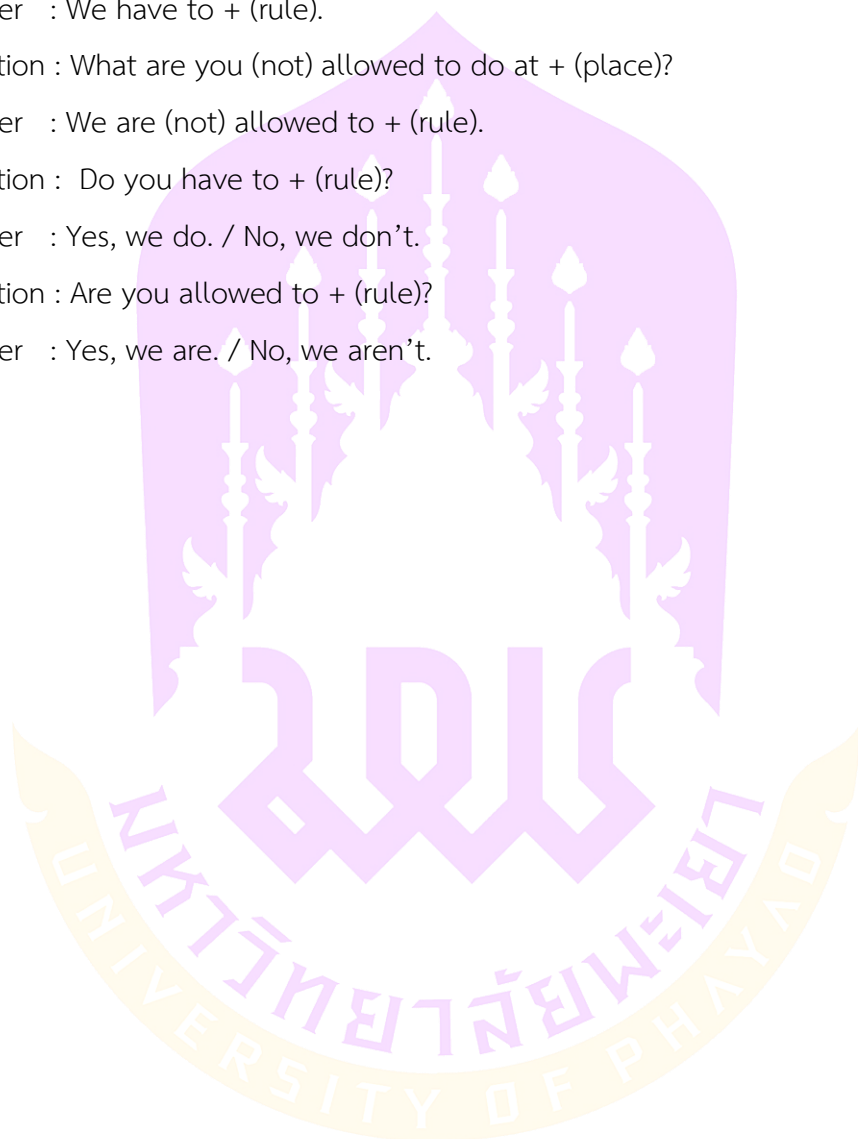 er : We have to + (rule).
tion : What are you (not) allowed to do at + (place)?
er : We are (not) allowed to + (rule).
tion : Do you have to + (rule)?
er : Yes, we do. / No, we don't.
tion : Are you allowed to + (rule)?
er : Yes, we are. / No, we aren't.
มหาวิทยาลัยพะเยา
UNIVERSITY OF PHAYAO